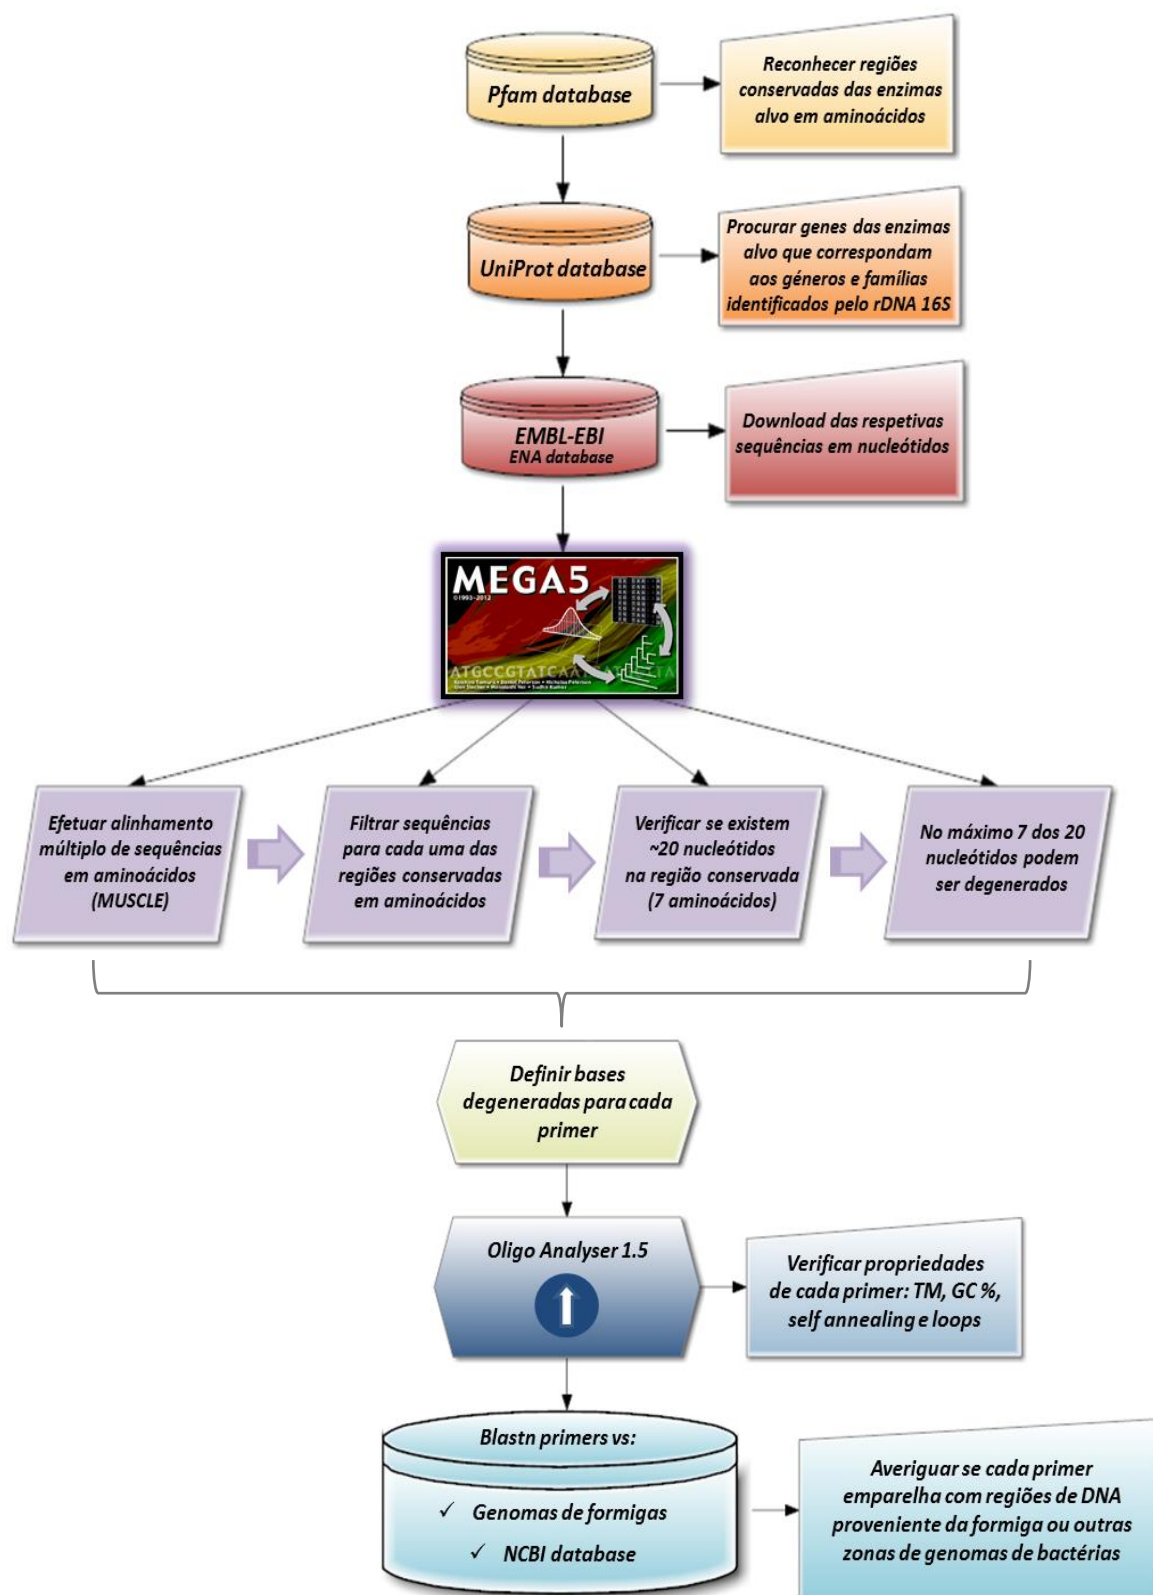 Pfam database
Reconhecer regiões
conservadas das enzimas
alvo em aminoácidos
UniProt database
Procurar genes das enzimas
alvo que correspondam
aos géneros e famílias
identificados pelo rDNA 16S
EMBL-EBI
ENA database
Download das respetivas
sequências em nucleótidos
MEGA5
©1993-2012
ATGCCGTATCAAT
Efetuar alinhamento
múltiplo de sequências
em aminoácidos
(MUSCLE)
Filtrar sequências
para cada uma das
regiões conservadas
em aminoácidos
Verificar se existem
~20 nucleótidos
na região conservada
(7 aminoácidos)
No máximo 7 dos 20
nucleótidos podem
ser degenerados
Definir bases
degeneradas para cada
primer
Oligo Analyser 1.5
Verificar propriedades
de cada primer: TM, GC %,
self annealing e loops
Blastn primers vs:
✓ Genomas de formigas
✓ NCBI database
Averiguar se cada primer
emparelha com regiões de DNA
proveniente da formiga ou outras
zonas de genomas de bactérias